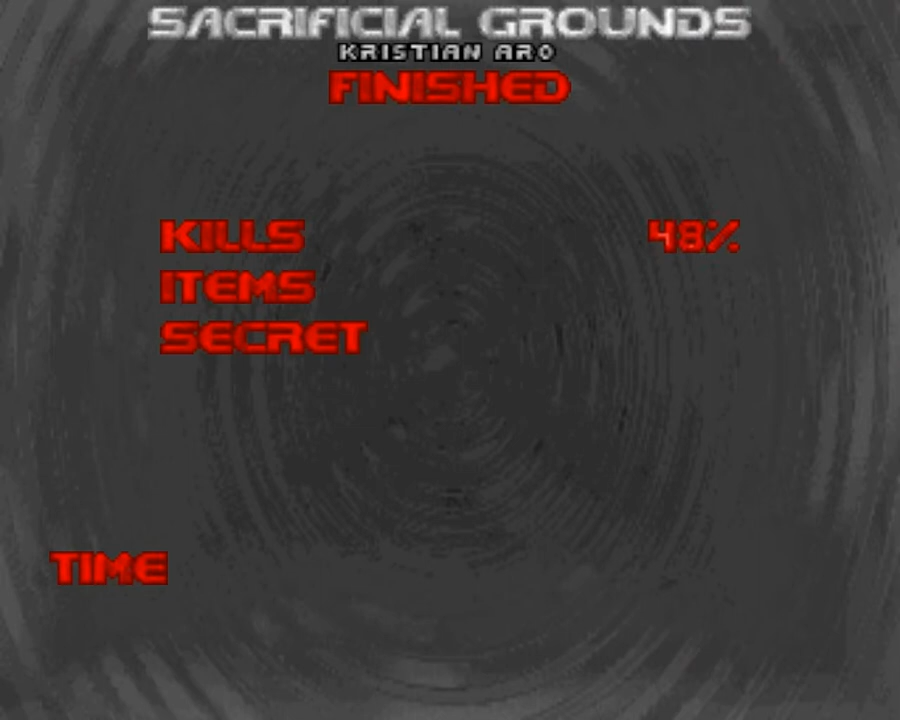 SACRIFICIAL GROUNDS
KRISTIAN ARO
FINISHED
KILLS 48%
ITEMS
SECRET
TIME